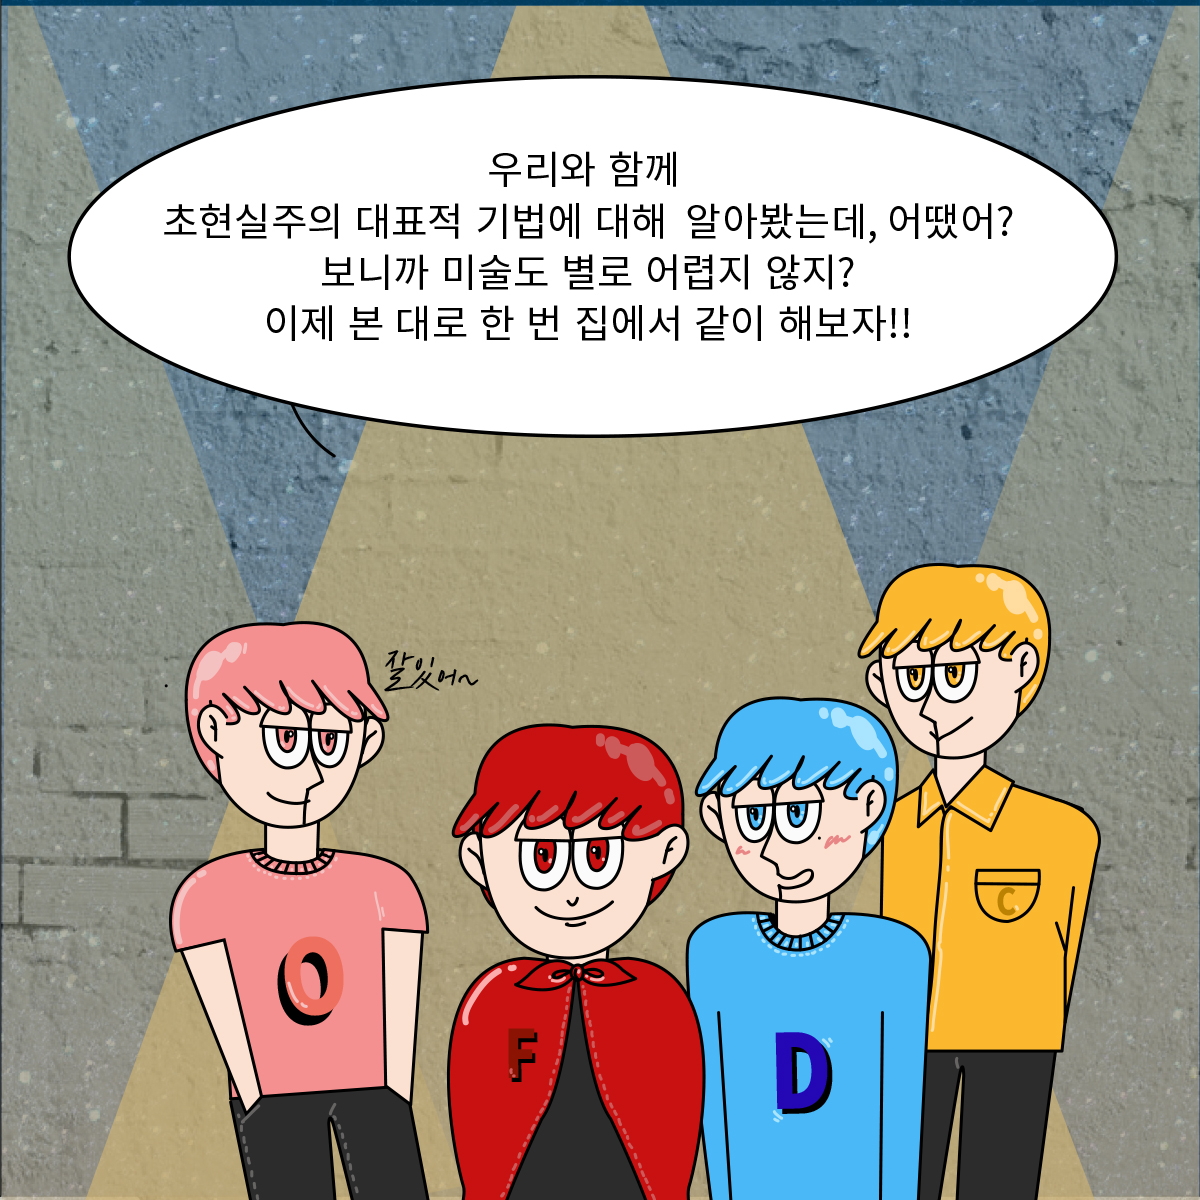 우리와 함께
초현실주의 대표적 기법에 대해 알아봤는데, 어땠어?
보니까 미술도 별로 어렵지 않지?
이제 본 대로 한 번 집에서 같이 해보자!!
잘있어~
C
O
F
D